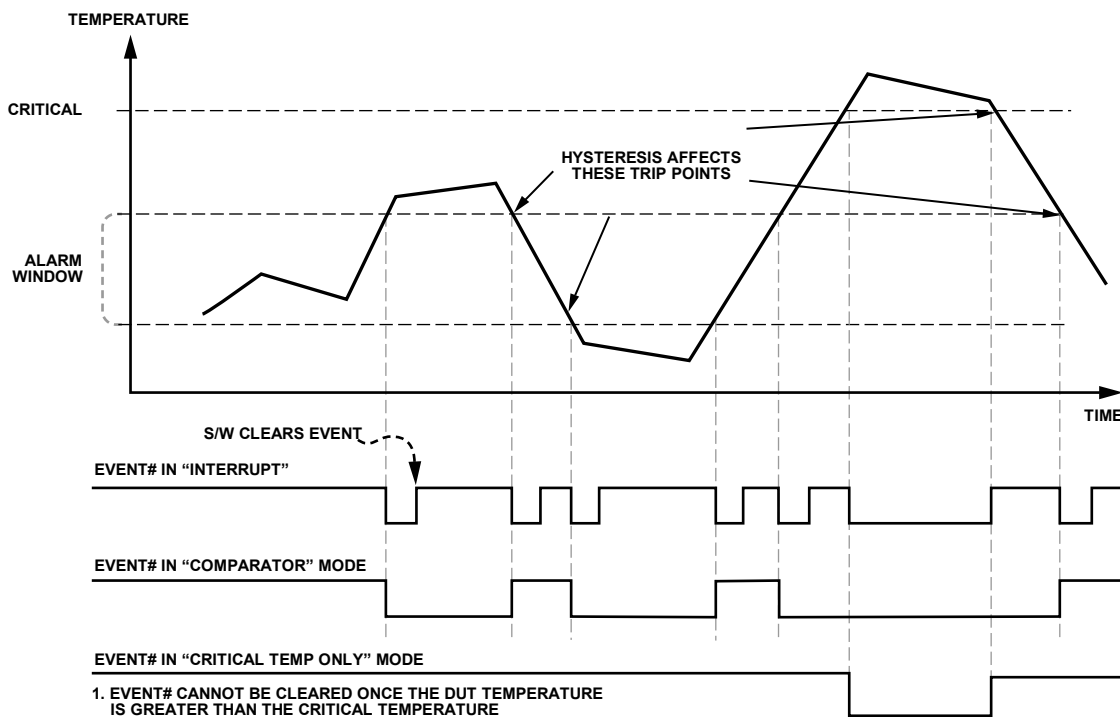 TEMPERATURE
CRITICAL
HYSTERESIS AFFECTS
THESE TRIP POINTS
ALARM
WINDOW
TIME
S/W CLEARS EVENT
EVENT# IN “INTERRUPT”
EVENT# IN “COMPARATOR” MODE
EVENT# IN “CRITICAL TEMP ONLY” MODE
1. EVENT# CANNOT BE CLEARED ONCE THE DUT TEMPERATURE
IS GREATER THAN THE CRITICAL TEMPERATURE